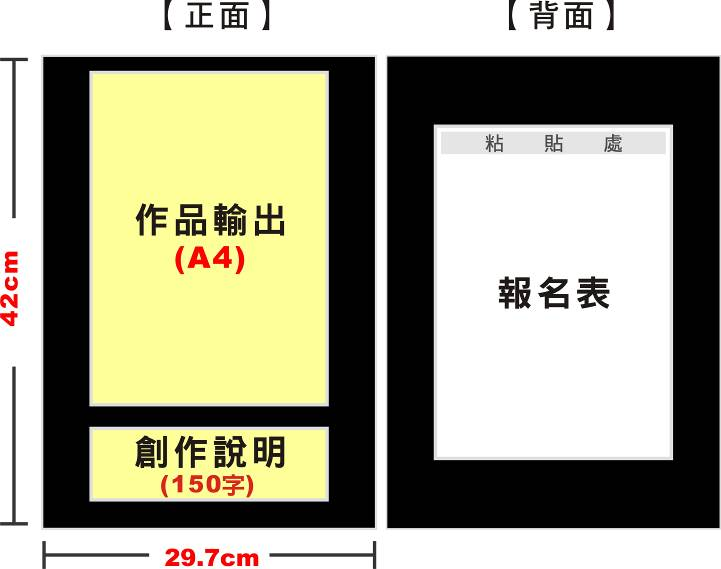 【正面】
【背面】
42cm
作品輸出
(A4)
創作說明
(150字)
29.7cm
粘貼處
報名表